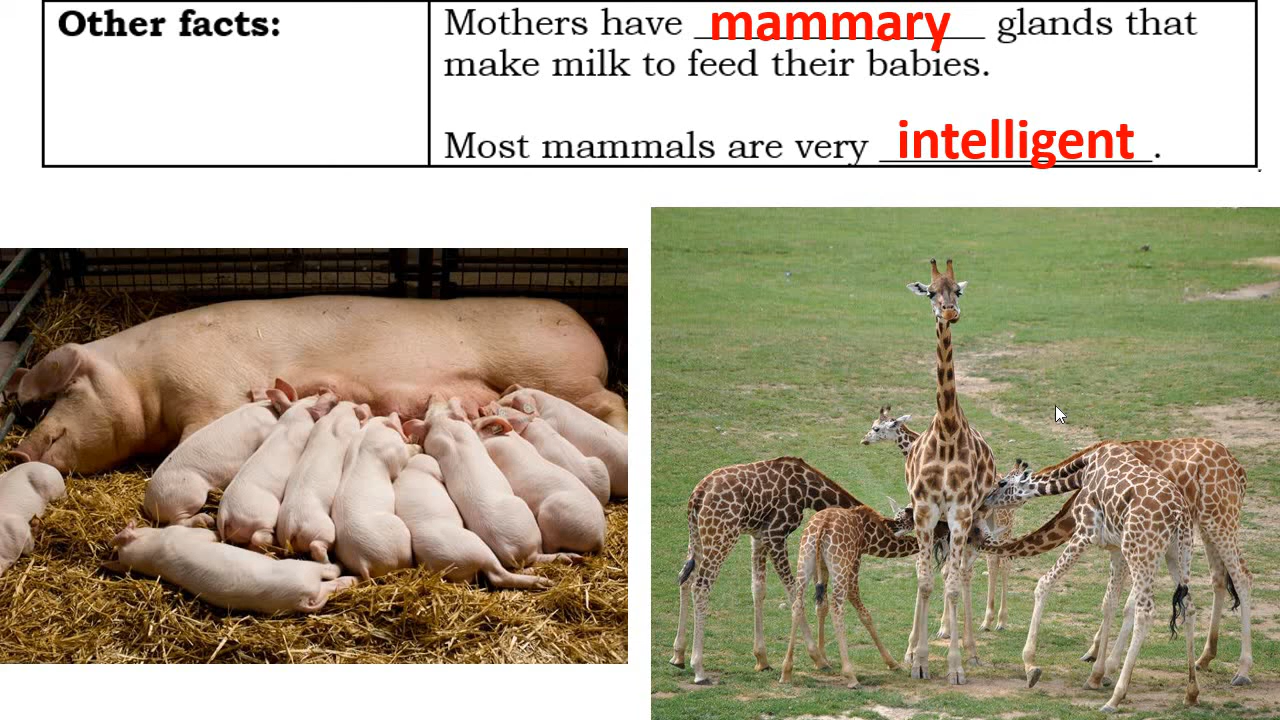 Other facts:
Mothers have mammary glands that
make milk to feed their babies.
Most mammals are very intelligent.